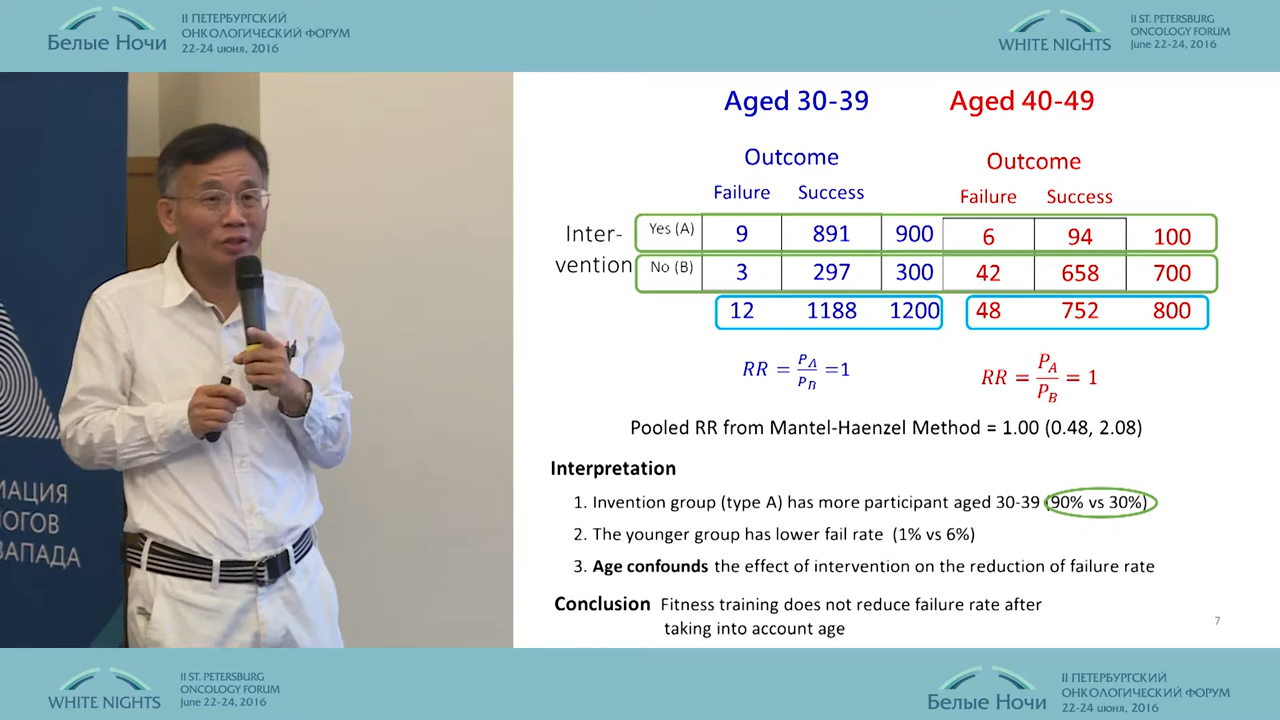 II ПЕТЕРБУРГСКИЙ
ОНКОЛОГИЧЕСКИЙ ФОРУМ
Белые Ночи
22-24 июня, 2016
II ST. PETERSBURG
ONCOLOGY FORUM
WHITE NIGHTS
June 22-24, 2016
Aged 30-39
Aged 40-49
Outcome
Outcome
Failure Success
Failure Success
Inter-
vention
Yes (A) 9 891 900 6 94 100
No (B) 3 297 300 42 658 700
12 1188 1200 48 752 800
RR = P_A/P_B = 1
RR = P_A/P_B = 1
Pooled RR from Mantel-Haenzel Method = 1.00 (0.48, 2.08)
Interpretation
1. Invention group (type A) has more participant aged 30-39 (90% vs 30%)
2. The younger group has lower fail rate (1% vs 6%)
3. Age confounds the effect of intervention on the reduction of failure rate
Conclusion Fitness training does not reduce failure rate after
taking into account age
7
МАЦИЯ
ЛОГОВ
ЗАПАДА
II ST. PETERSBURG
ONCOLOGY FORUM
WHITE NIGHTS
June 22-24, 2016
II ПЕТЕРБУРГСКИЙ
ОНКОЛОГИЧЕСКИЙ ФОРУМ
Белые Ночи
22-24 июня, 2016